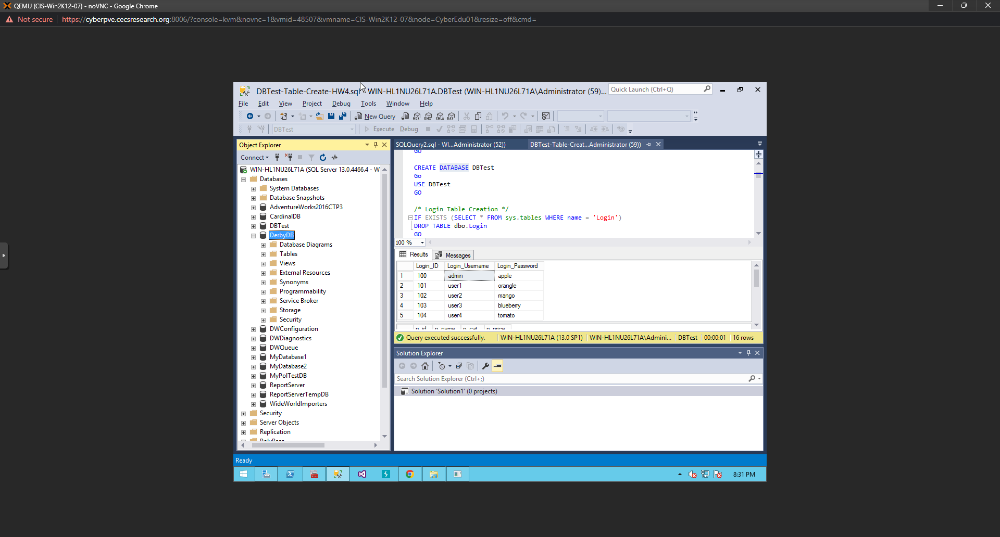 QEMU (CIS-Win2K12-07) - noVNC - Google Chrome
Not secure https://cyberpve.cecsresearch.org:8006/?console=kvm&novnc=1&vmid=48507&vmname=CIS-Win2K12-07&node=CyberEdu01&resize=off&cmd=
DBTest-Table-Create-HW4.sql WIN-HL1NU26L71A.DBTest (WIN-HL1NU26L71A\Administrator (59)...
Quick Launch (Ctrl+Q)
File Edit View Project Debug Tools Window Help
New Query MDX DMX XMLA DAX
DBTest Execute Debug
Object Explorer
Connect
WIN-HL1NU26L71A (SQL Server 13.0.4466.4 - W
Databases
System Databases
Database Snapshots
AdventureWorks2016CTP3
CardinalDB
DBTest
DerbyDB
Database Diagrams
Tables
Views
External Resources
Synonyms
Programmability
Service Broker
Storage
Security
DWConfiguration
DWDiagnostics
DWQueue
MyDatabase1
MyDatabase2
MyPolTestDB
ReportServer
ReportServerTempDB
WideWorldImporters
Security
Server Objects
Replication
PolyBase
SQLQuery2.sql - WI...Administrator (52))
DBTest-Table-Creat...Administrator (59))
GO
CREATE DATABASE DBTest
Go
USE DBTest
GO
/* Login Table Creation */
IF EXISTS (SELECT * FROM sys.tables WHERE name = 'Login')
DROP TABLE dbo.Login
GO
100 %
Results Messages
Login_ID Login_Username Login_Password
1 100 admin apple
2 101 user1 orangle
3 102 user2 mango
4 103 user3 blueberry
5 104 user4 tomato
p_id p_name p_cat p_price
Query executed successfully. WIN-HL1NU26L71A (13.0 SP1) WIN-HL1NU26L71A\Admini... DBTest 00:00:01 16 rows
Solution Explorer
Search Solution Explorer (Ctrl+;)
Solution 'Solution1' (0 projects)
Ready
8:31 PM